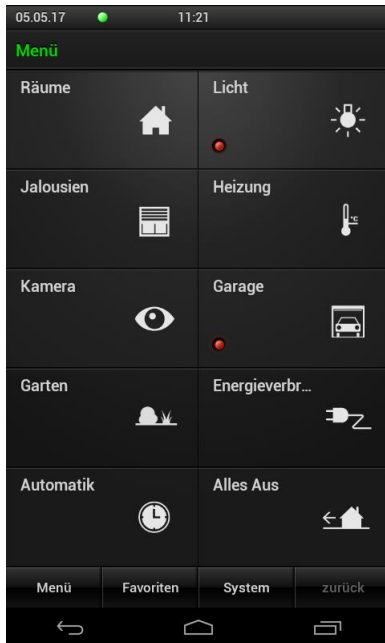 05.05.17 11:21
Menü
Räume Licht
Jalousien Heizung
°C
Kamera Garage
Garten Energieverbr...
Automatik Alles Aus
Menü Favoriten System zurück